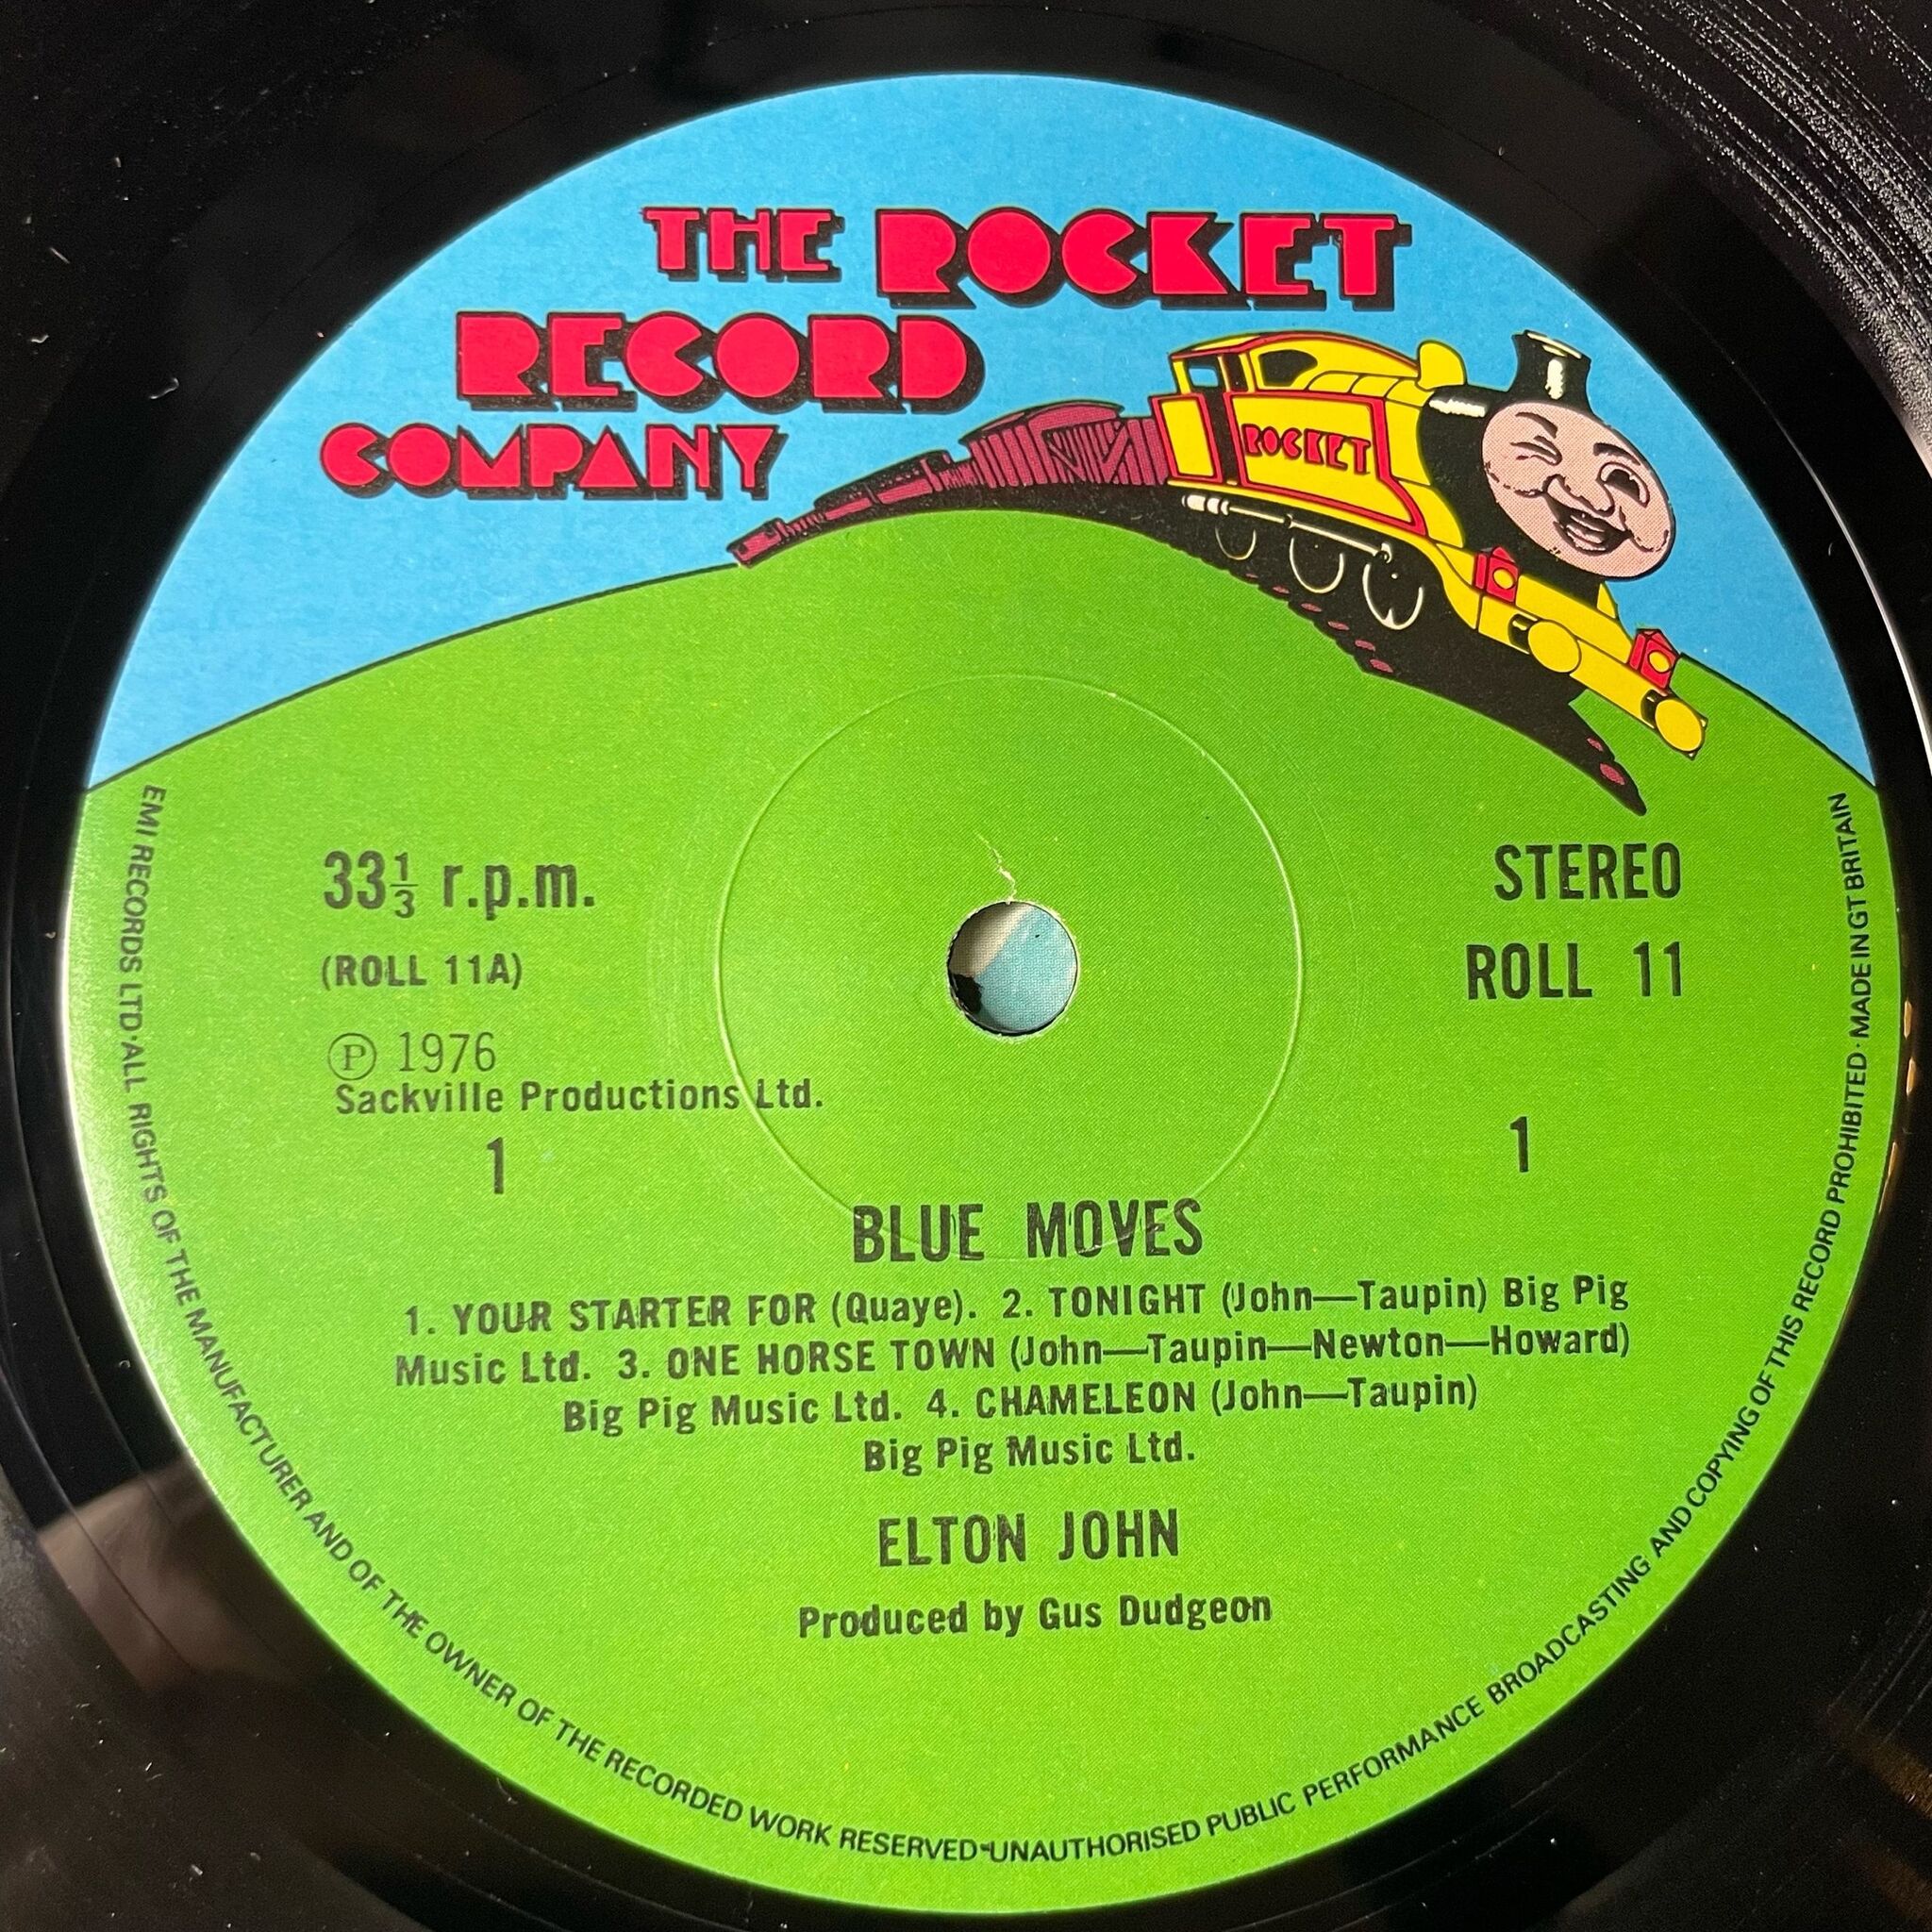 THE ROCKET
RECORD
COMPANY
ROCKET
33⅓ r.p.m.
(ROLL 11A)
Ⓟ 1976
Sackville Productions Ltd.
1
STEREO
ROLL 11
1
BLUE MOVES
1. YOUR STARTER FOR (Quaye). 2. TONIGHT (John—Taupin) Big Pig
Music Ltd. 3. ONE HORSE TOWN (John—Taupin—Newton—Howard)
Big Pig Music Ltd. 4. CHAMELEON (John—Taupin)
Big Pig Music Ltd.
ELTON JOHN
Produced by Gus Dudgeon
EMI RECORDS LTD·ALL RIGHTS OF THE MANUFACTURER AND OF THE OWNER OF THE RECORDED WORK RESERVED·UNAUTHORISED PUBLIC PERFORMANCE BROADCASTING AND COPYING OF THIS RECORD PROHIBITED·MADE IN GT BRITAIN